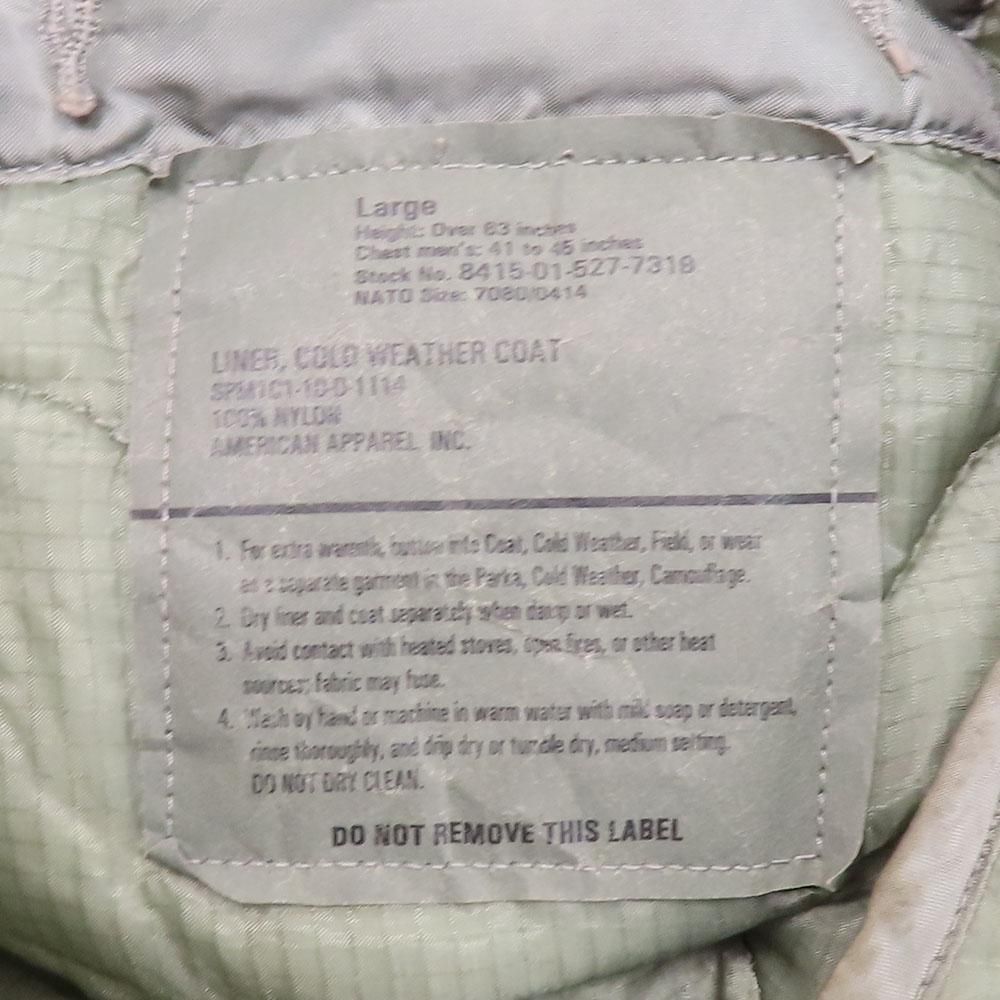 Large
Height: Over 63 inches
Chest men's: 41 to 45 inches
Stock No. 8415-01-527-7318
NATO Size: 7080/0414
LINER, COLD WEATHER COAT
SPM1C1-10-D-1114
100% NYLON
AMERICAN APPAREL INC.
1. For extra warmth, button into Coat, Cold Weather, Field, or wear
as a separate garment in the Parka, Cold Weather, Camouflage.
2. Dry liner and coat separately when damp or wet.
3. Avoid contact with heated stoves, open fires, or other heat
sources; fabric may fuse.
4. Wash by hand or machine in warm water with mild soap or detergent,
rinse thoroughly, and drip dry or tumble dry, medium setting.
DO NOT DRY CLEAN.
DO NOT REMOVE THIS LABEL